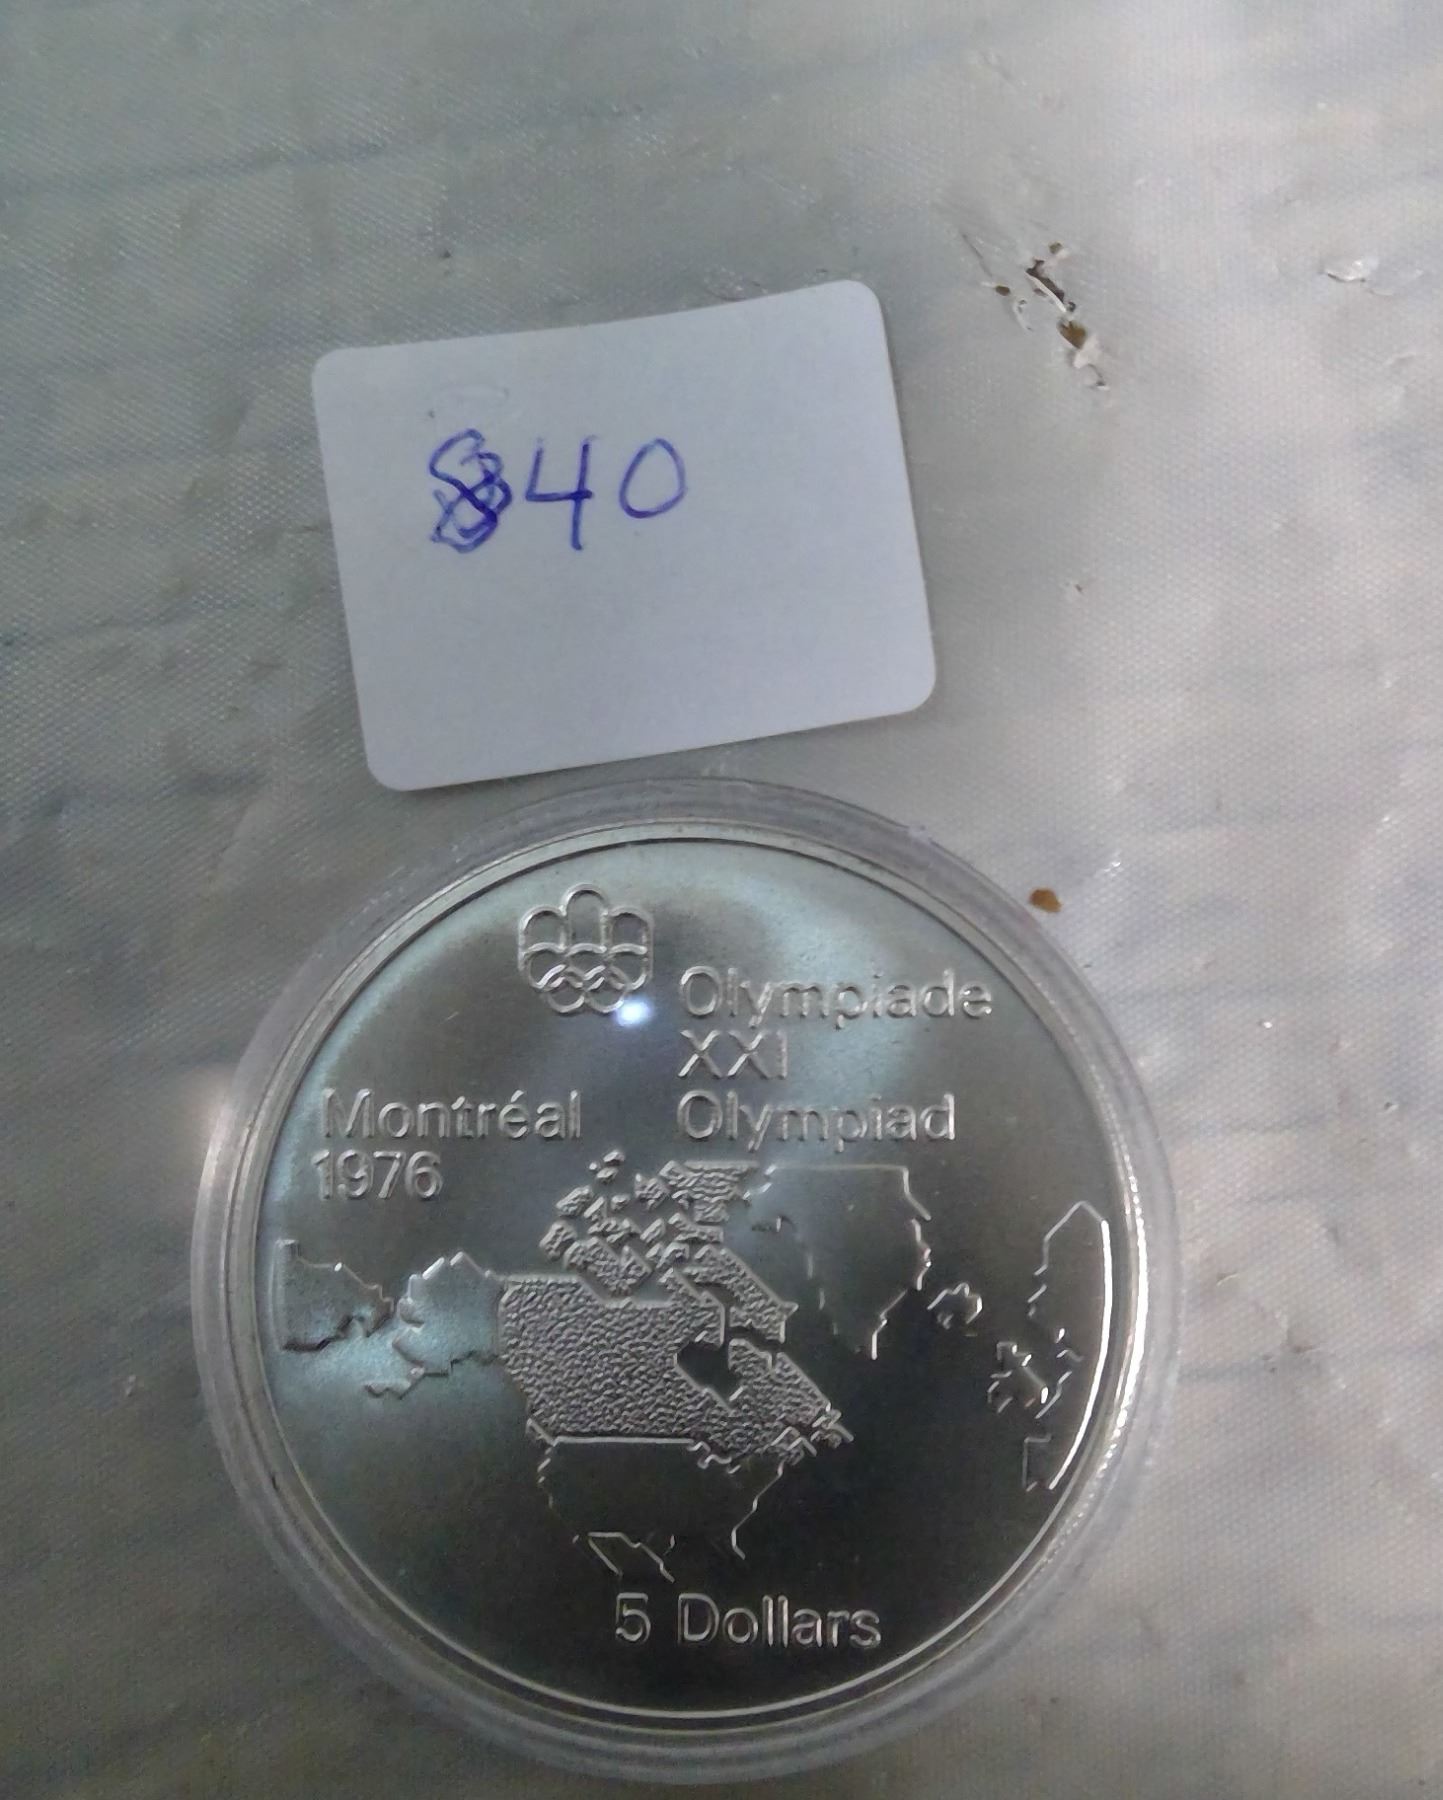 $40
Olympiade
XXI
Olympiad
Montréal
1976
5 Dollars